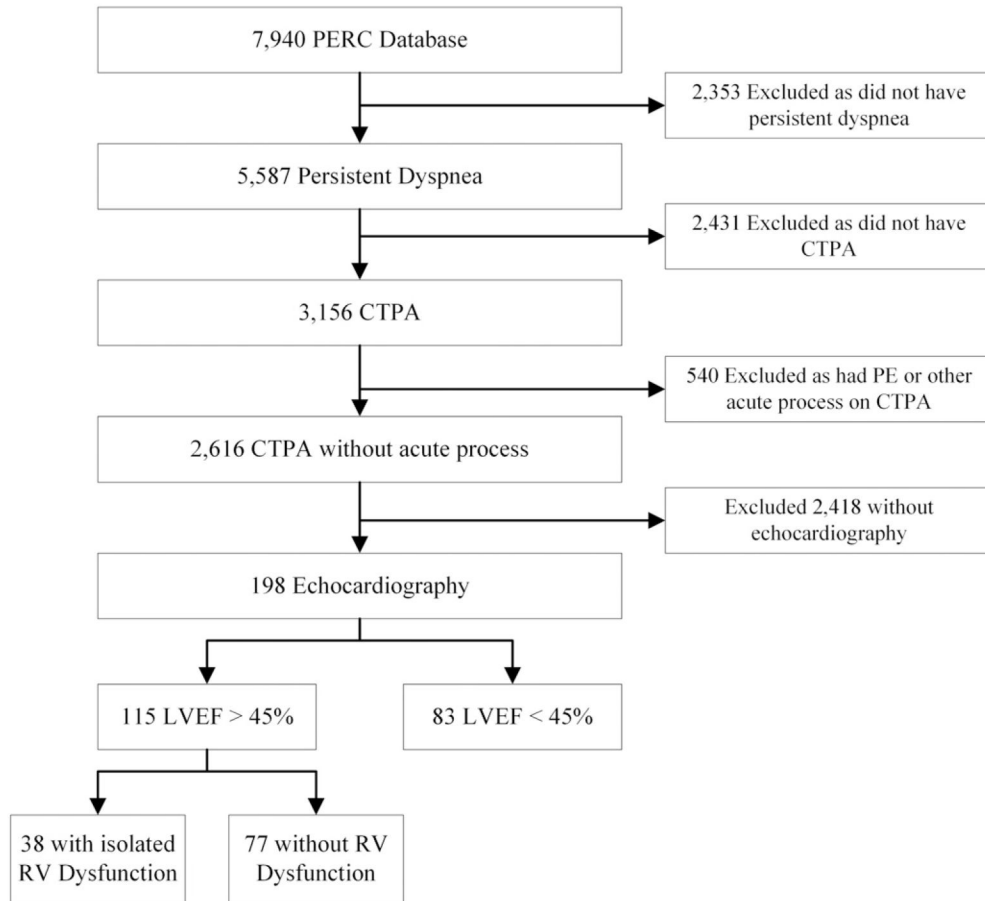 7,940 PERC Database
2,353 Excluded as did not have
persistent dyspnea
5,587 Persistent Dyspnea
2,431 Excluded as did not have
CTPA
3,156 CTPA
540 Excluded as had PE or other
acute process on CTPA
2,616 CTPA without acute process
Excluded 2,418 without
echocardiography
198 Echocardiography
115 LVEF > 45%
83 LVEF < 45%
38 with isolated
RV Dysfunction
77 without RV
Dysfunction